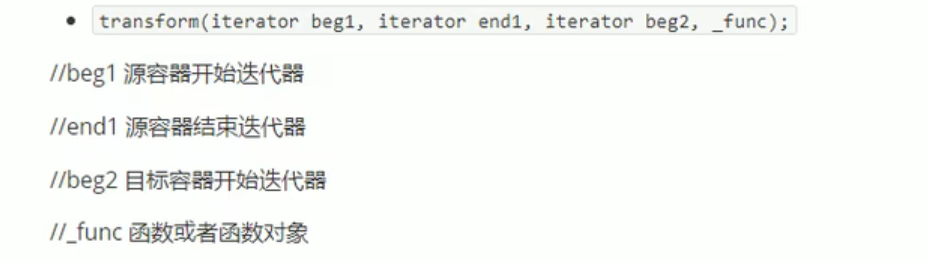 • transform(iterator beg1, iterator end1, iterator beg2, _func);
//beg1 源容器开始迭代器
//end1 源容器结束迭代器
//beg2 目标容器开始迭代器
//_func 函数或者函数对象